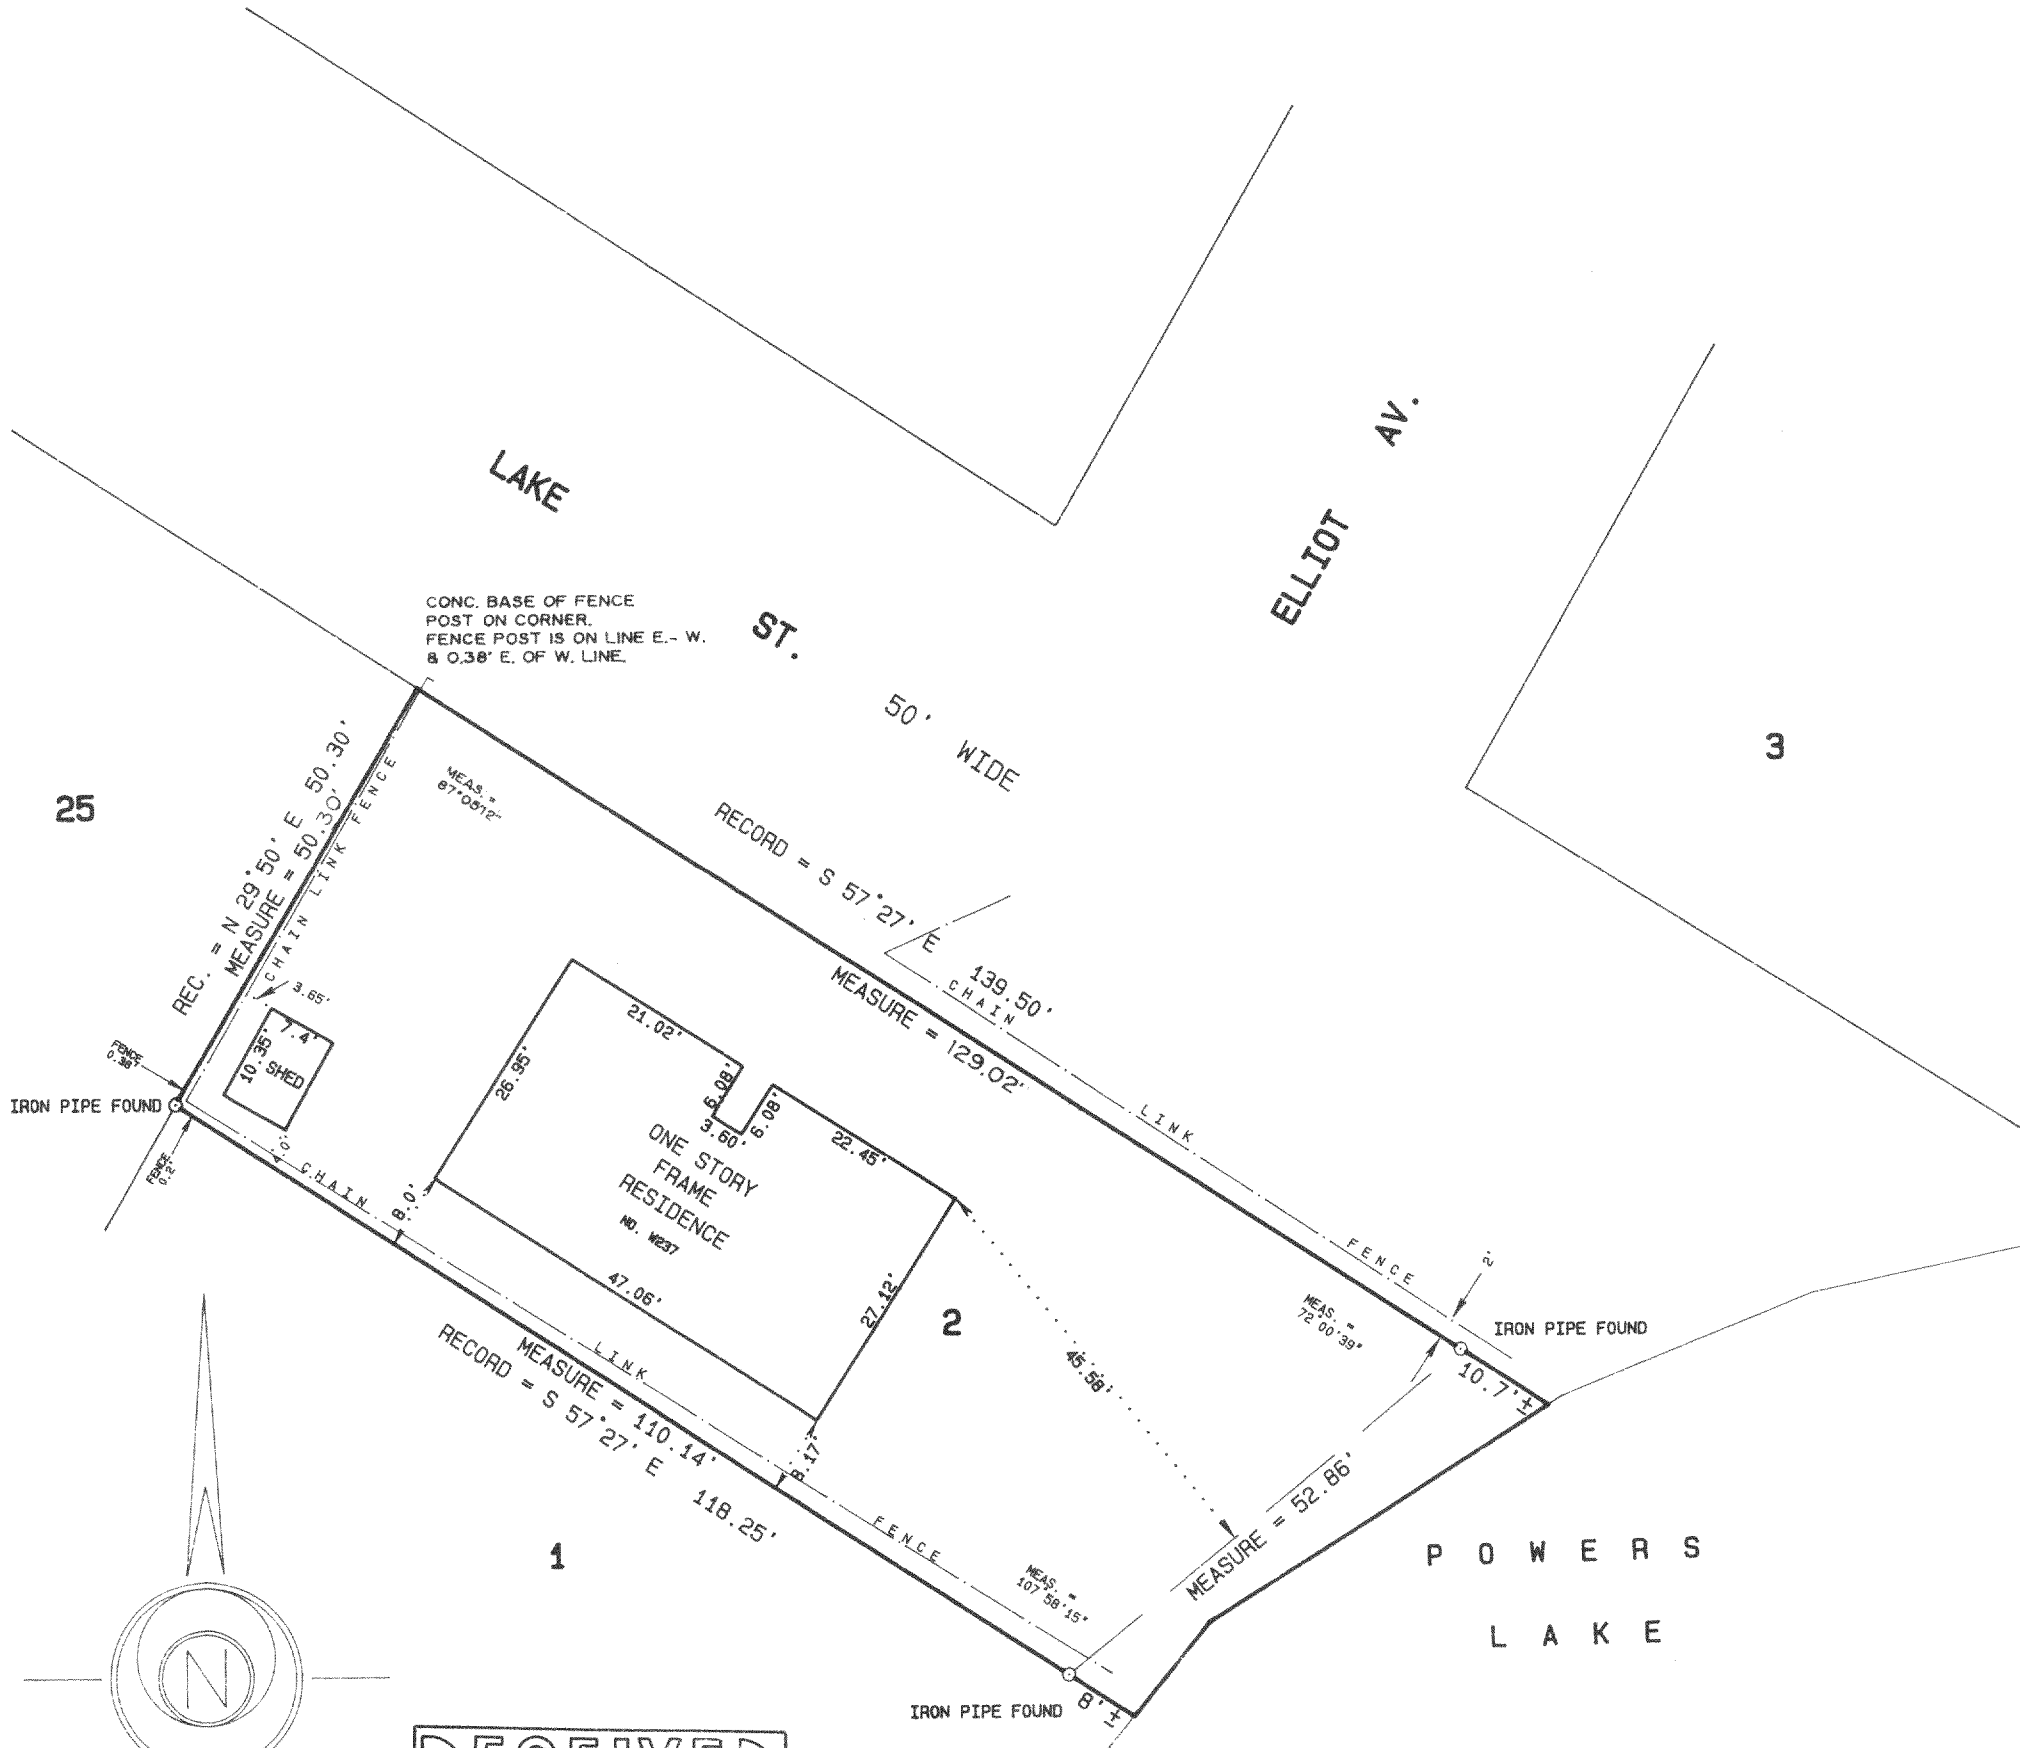 LAKE
ST.
50' WIDE
ELLIOT AV.
CONC. BASE OF FENCE
POST ON CORNER.
FENCE POST IS ON LINE E.- W.
& 0.38' E. OF W. LINE.
25
3
REC. = N 29°50' E 50.30'
MEASURE = 50.30'
CHAIN LINK FENCE
MEAS. =
RECORD = S 57°27' E 139.50'
MEASURE = 129.02'
CHAIN LINK FENCE
3.65'
7.4'
10.35'
SHED
FENCE
0.38'
IRON PIPE FOUND
FENCE
0.2'
21.02'
26.95'
6.08'
3.60'
6.08'
22.45'
ONE STORY
FRAME
RESIDENCE
NO. W237
47.06'
27.12'
8.0'
8.17'
2
45.58'
MEAS. =
72°00'39"
2'
IRON PIPE FOUND
10.7'±
MEASURE = 52.86'
CHAIN LINK FENCE
MEASURE = 110.14'
RECORD = S 57°27' E 118.25'
1
MEAS. =
107°58'15"
IRON PIPE FOUND
8'±
POWERS
LAKE
N
RECEIVED